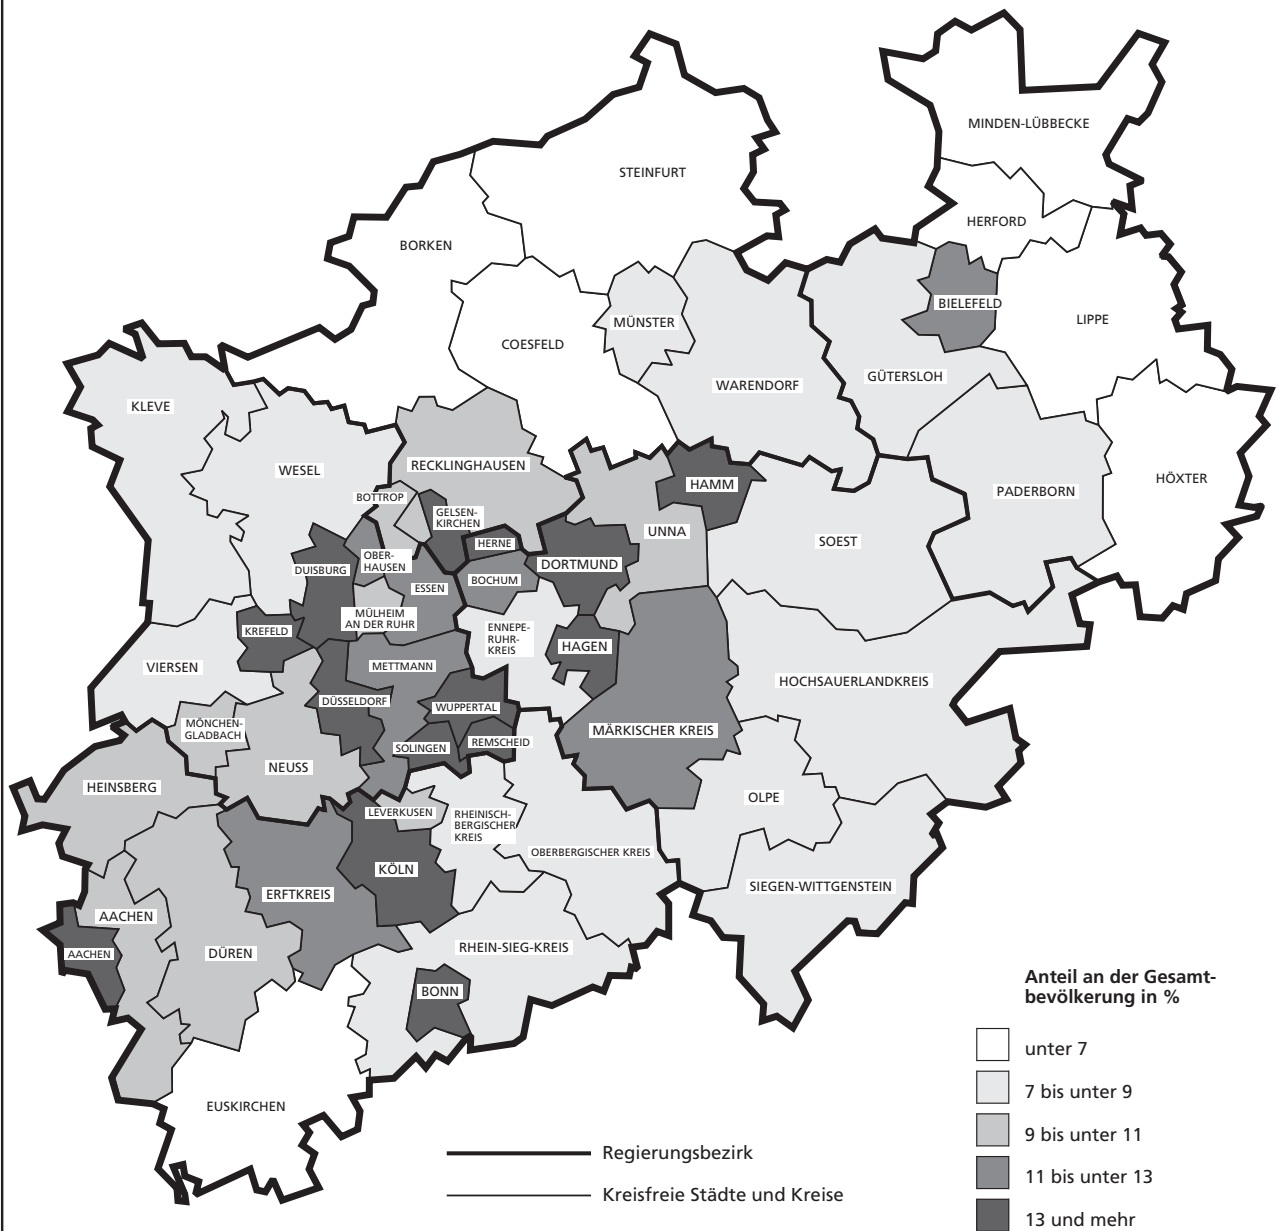 MINDEN-LÜBBECKE
STEINFURT
HERFORD
BORKEN
BIELEFELD
MÜNSTER
LIPPE
COESFELD
GÜTERSLOH
WARENDORF
KLEVE
RECKLINGHAUSEN
WESEL
HÖXTER
HAMM
PADERBORN
BOTTROP
GELSEN-
KIRCHEN
UNNA
SOEST
HERNE
OBER-
HAUSEN
DORTMUND
DUISBURG
BOCHUM
ESSEN
MÜLHEIM
AN DER RUHR
KREFELD
ENNEPE-
RUHR-
KREIS
HAGEN
VIERSEN
METTMANN
HOCHSAUERLANDKREIS
DÜSSELDORF
WUPPERTAL
MÖNCHEN-
GLADBACH
MÄRKISCHER KREIS
REMSCHEID
SOLINGEN
NEUSS
HEINSBERG
OLPE
LEVERKUSEN
RHEINISCH-
BERGISCHER
KREIS
OBERBERGISCHER KREIS
KÖLN
SIEGEN-WITTGENSTEIN
ERFTKREIS
AACHEN
RHEIN-SIEG-KREIS
AACHEN
DÜREN
BONN
EUSKIRCHEN
Anteil an der Gesamt-
bevölkerung in %
unter 7
7 bis unter 9
9 bis unter 11
11 bis unter 13
13 und mehr
Regierungsbezirk
Kreisfreie Städte und Kreise